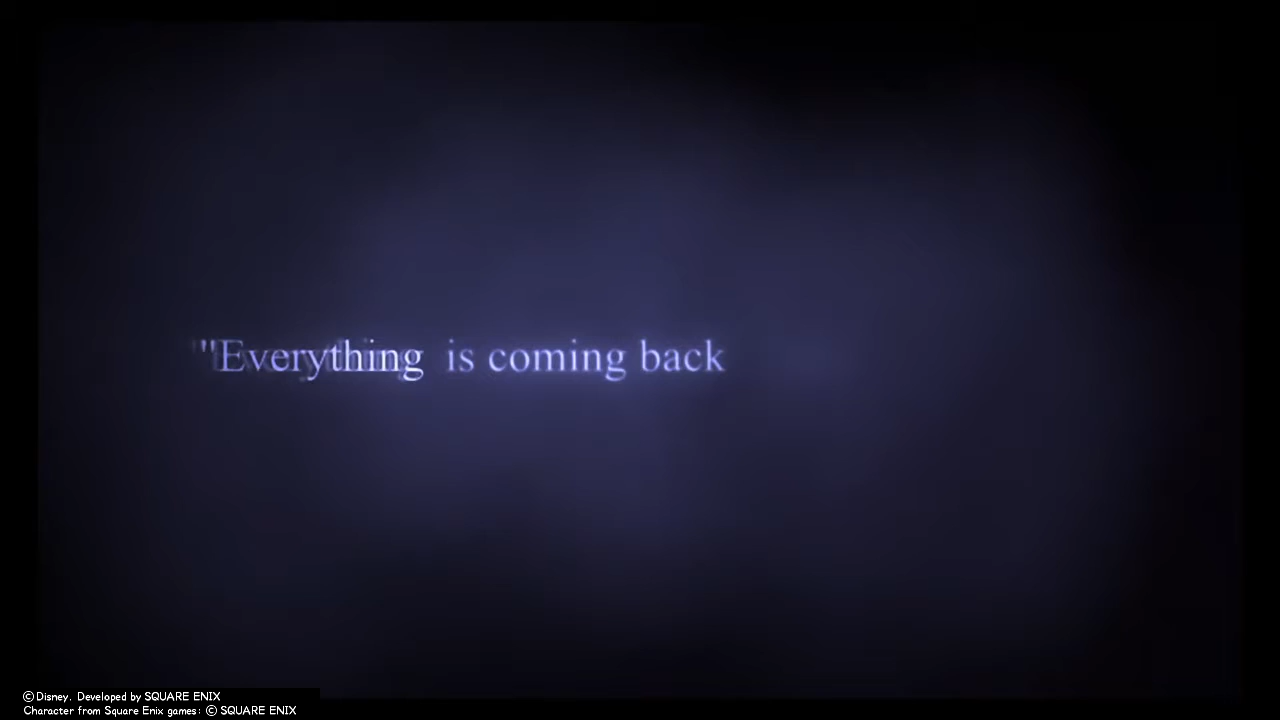 "Everything is coming back
© Disney. Developed by SQUARE ENIX
Character from Square Enix games: © SQUARE ENIX